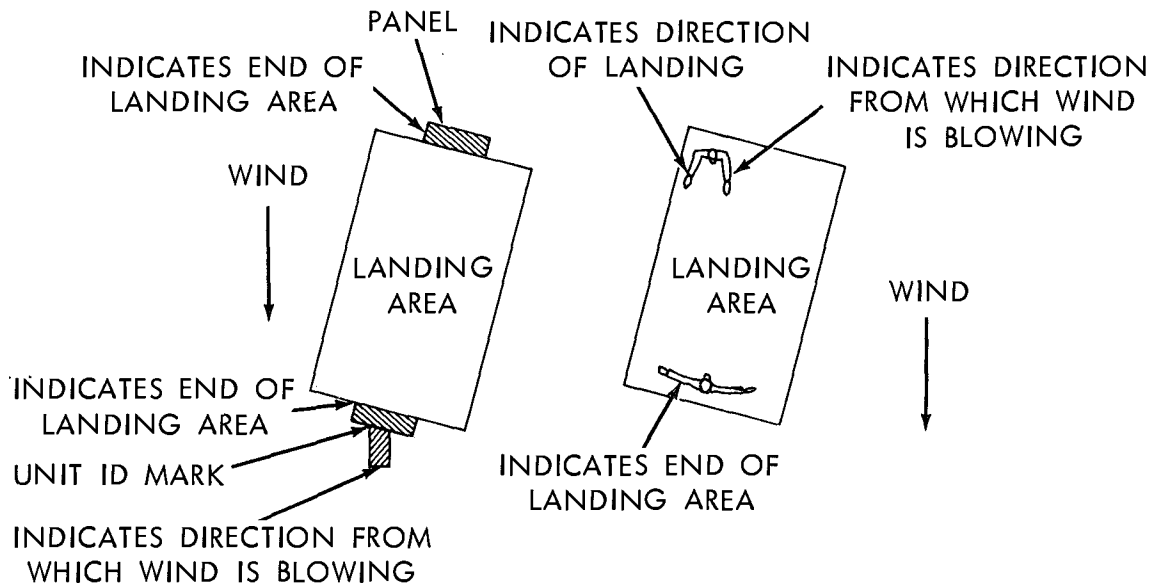 PANEL
INDICATES END OF
LANDING AREA
WIND
LANDING
AREA
INDICATES END OF
LANDING AREA
UNIT ID MARK
INDICATES DIRECTION FROM
WHICH WIND IS BLOWING
INDICATES DIRECTION
OF LANDING
INDICATES DIRECTION
FROM WHICH WIND
IS BLOWING
LANDING
AREA
WIND
INDICATES END OF
LANDING AREA